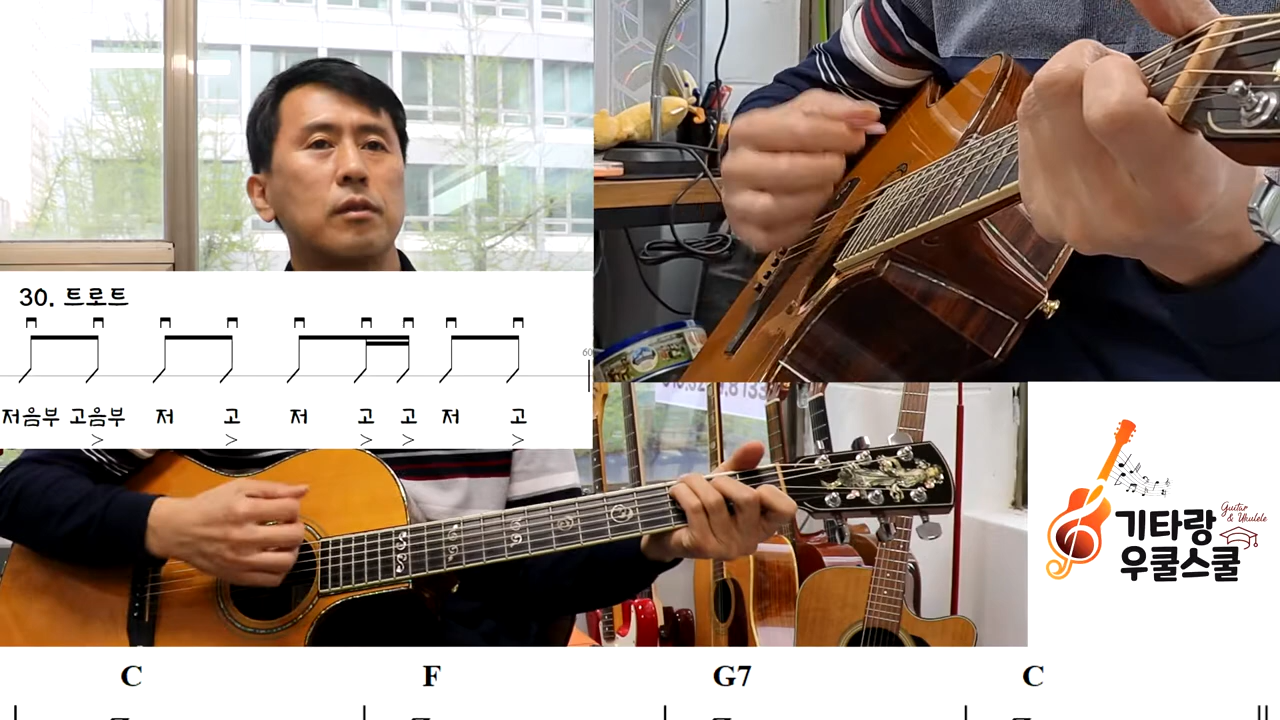 30. 트로트
60
저음부 고음부 저 고 저 고 고 저 고
> > > > >
기타랑
우쿨스쿨
Guitar
& Ukulele
C F G7 C